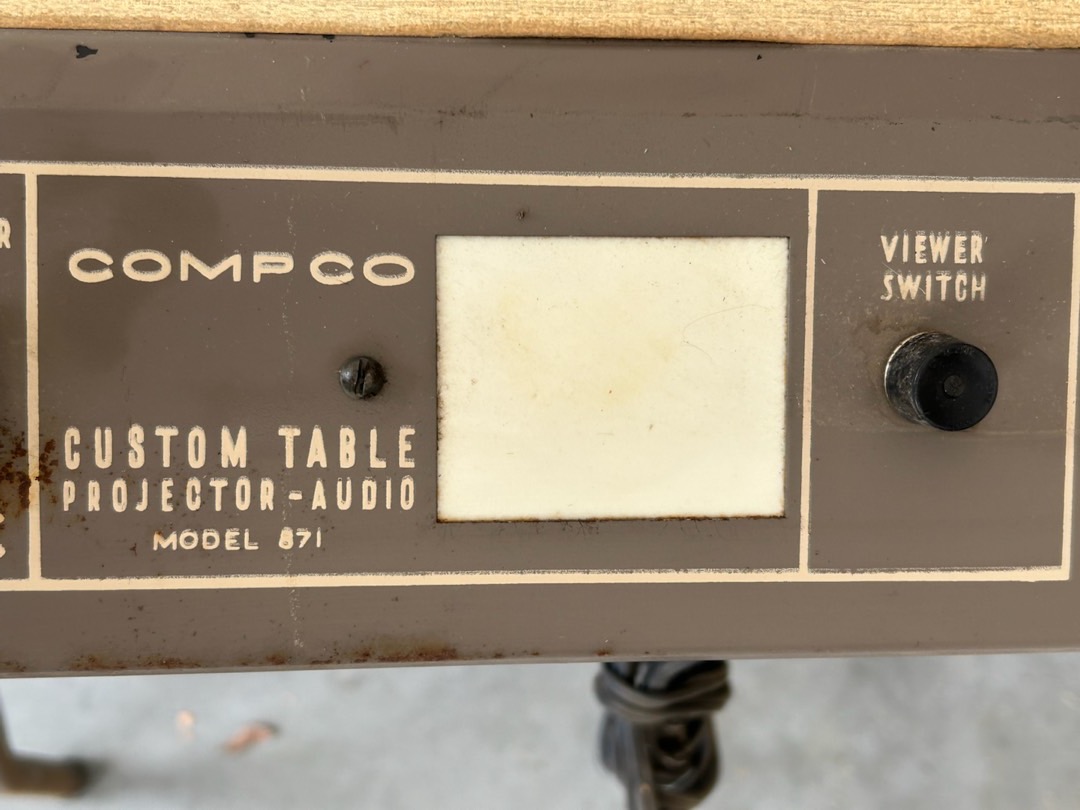 COMPCO
CUSTOM TABLE
PROJECTOR-AUDIO
MODEL 871
VIEWER
SWITCH